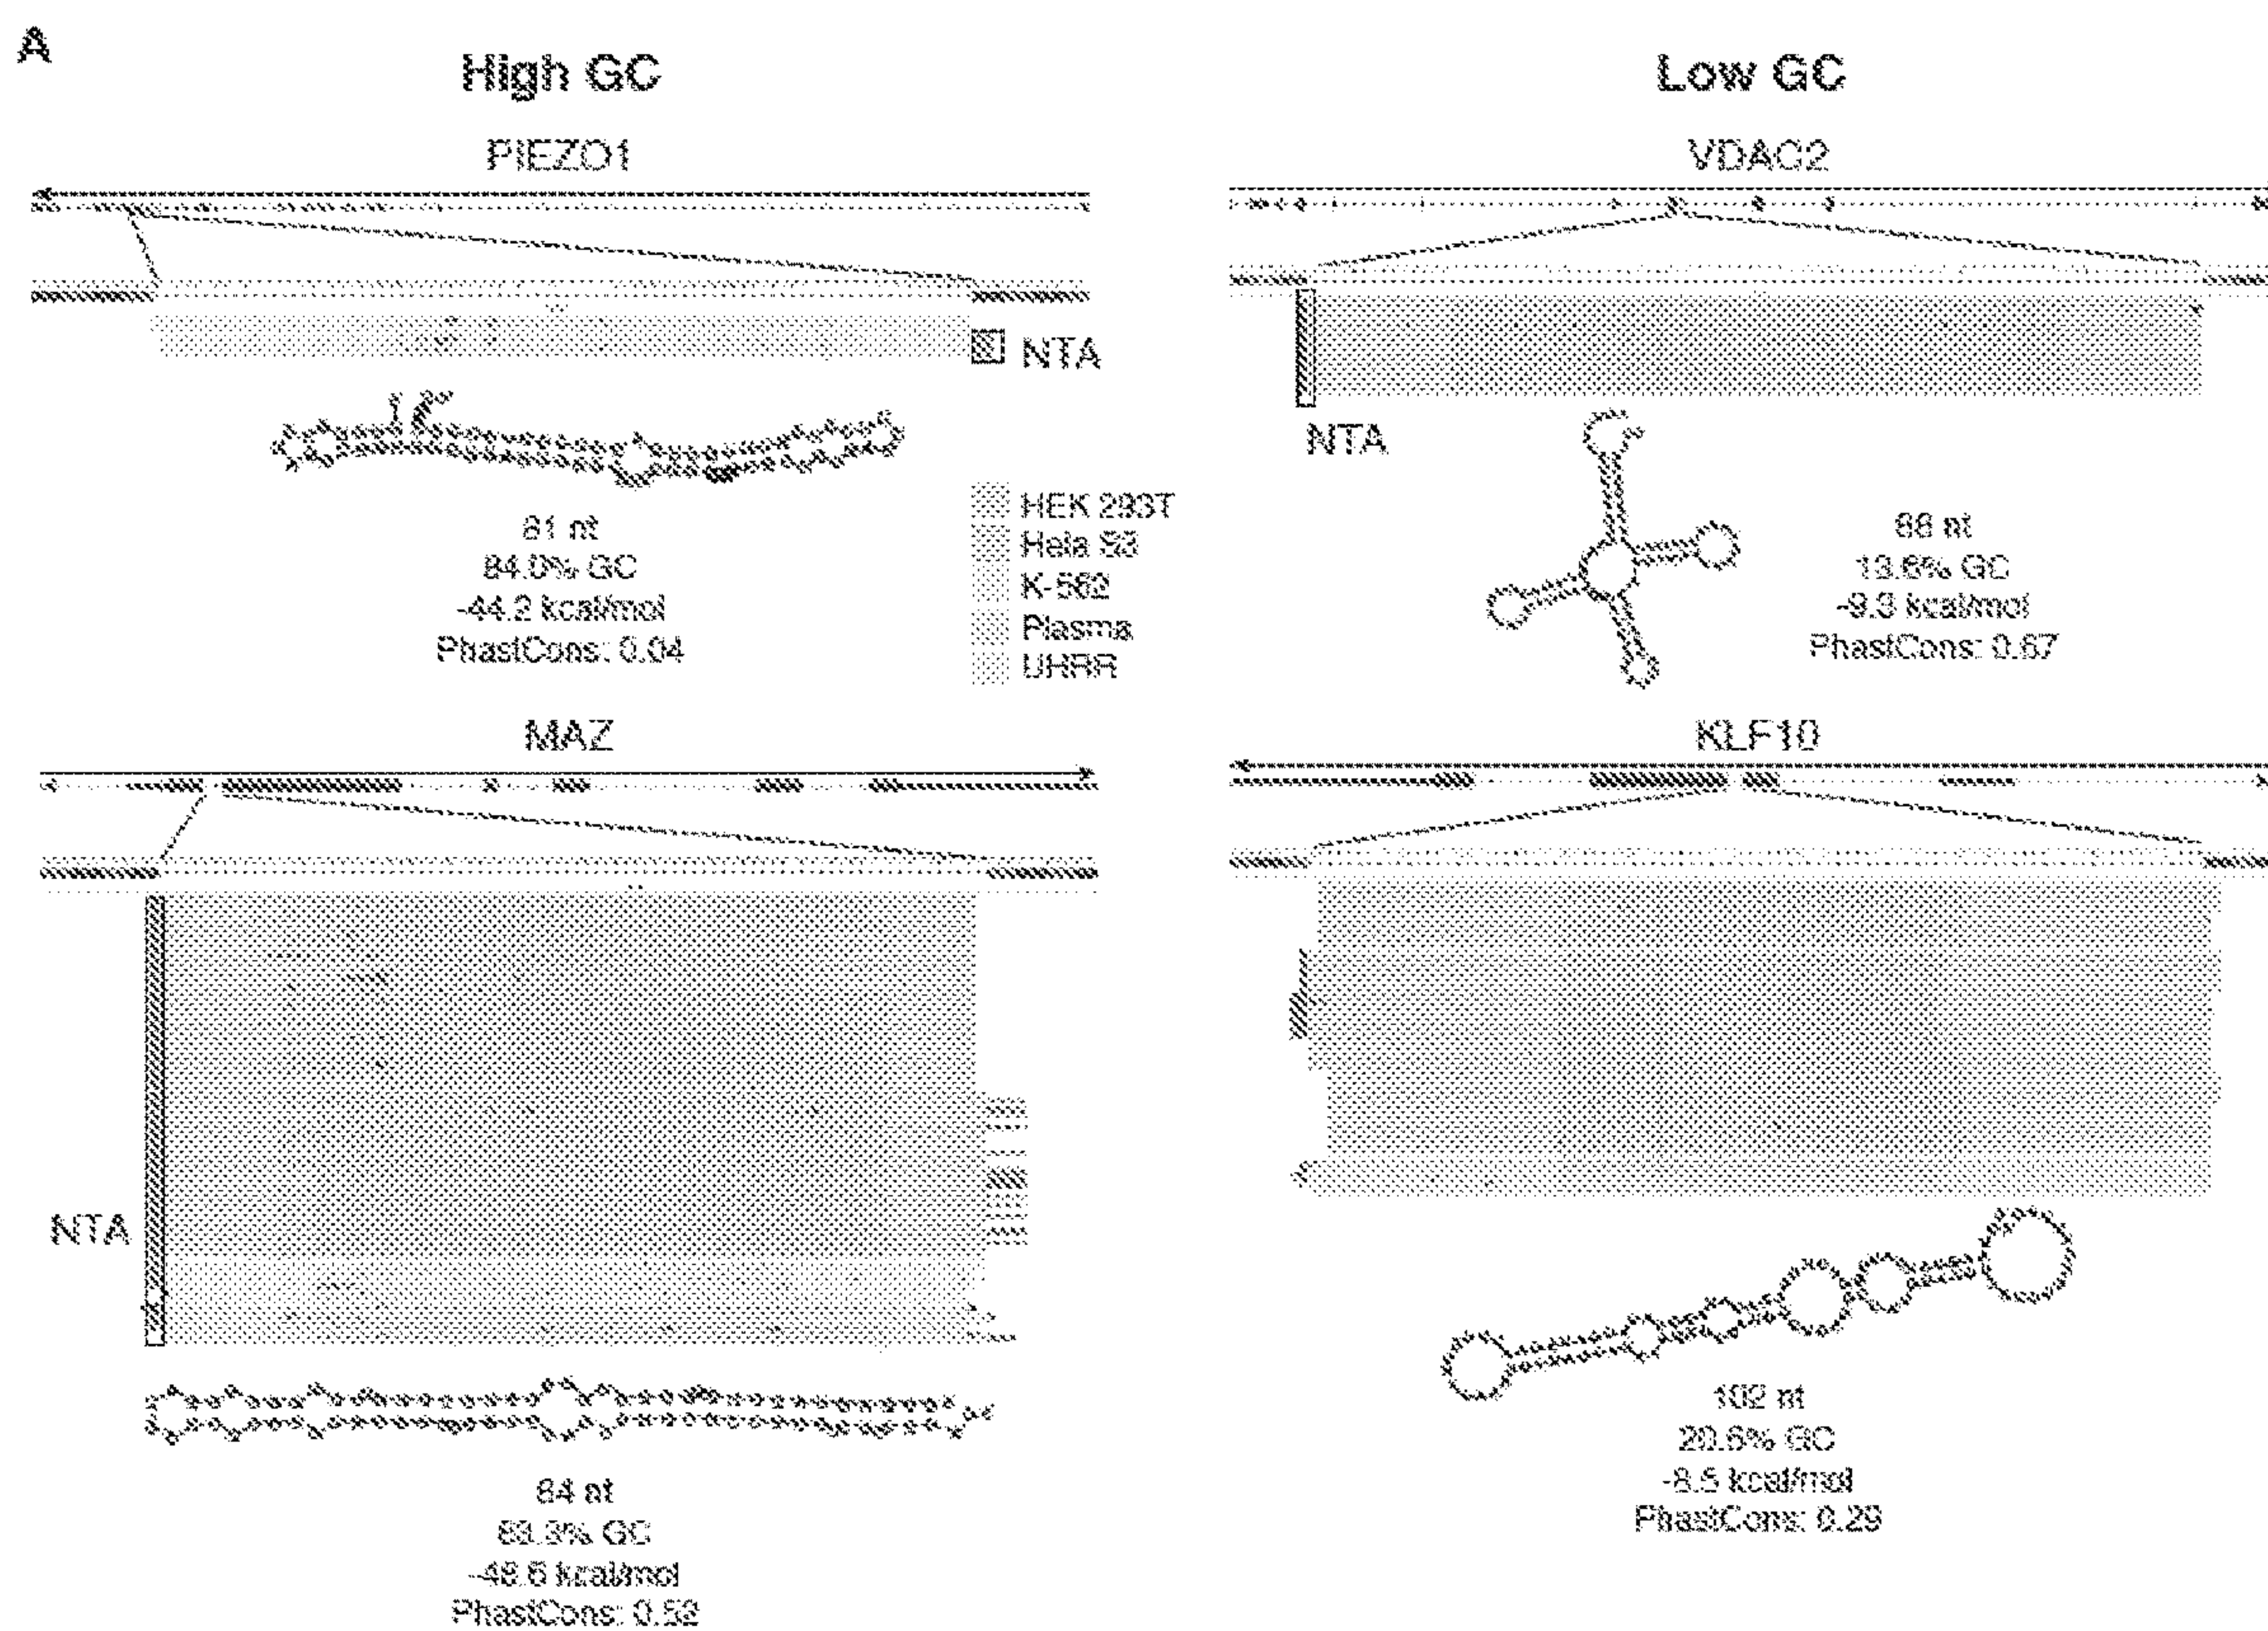 A
High GC
Low GC
PIEZO1
VDAC2
NTA
NTA
HEK 293T
Hela S3
K-562
Plasma
UHRR
81 nt
84.0% GC
-44.2 kcal/mol
PhastCons: 0.04
88 nt
13.6% GC
-9.3 kcal/mol
PhastCons: 0.67
MAZ
KLF10
NTA
84 nt
-48.6 kcal/mol
PhastCons: 0.52
102 nt
20.6% GC
-8.5 kcal/mol
PhastCons: 0.29